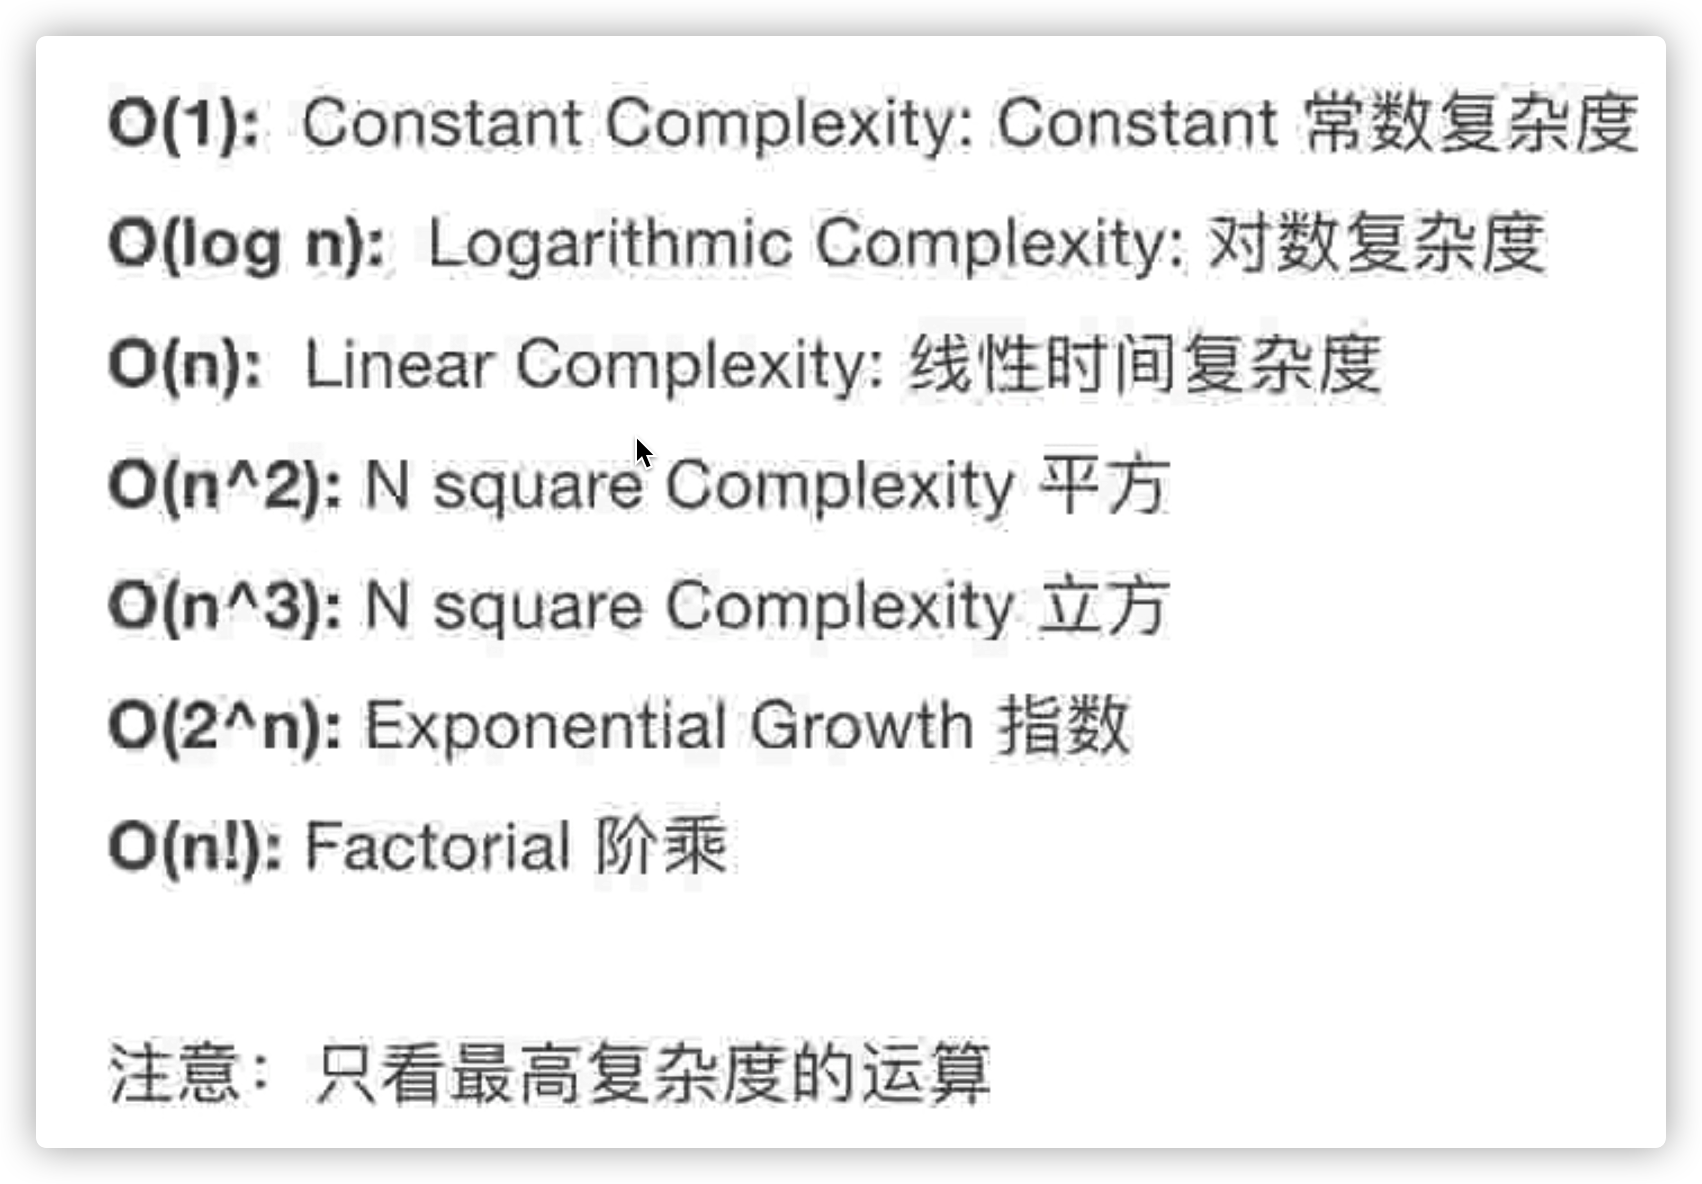 O(1): Constant Complexity: Constant 常数复杂度
O(log n): Logarithmic Complexity: 对数复杂度
O(n): Linear Complexity: 线性时间复杂度
O(n^2): N square Complexity 平方
O(n^3): N square Complexity 立方
O(2^n): Exponential Growth 指数
O(n!): Factorial 阶乘
注意：只看最高复杂度的运算